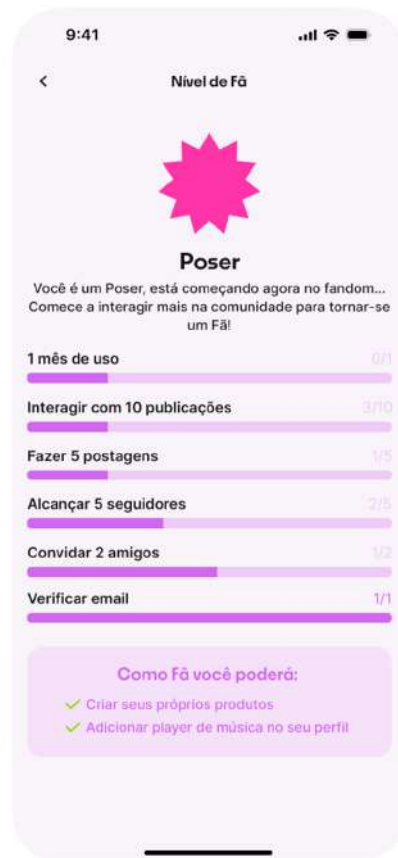 9:41
Nível de Fã
Poser
Você é um Poser, está começando agora no fandom...
Comece a interagir mais na comunidade para tornar-se
um Fã!
1 mês de uso 0/1
Interagir com 10 publicações 3/10
Fazer 5 postagens 1/5
Alcançar 5 seguidores 2/5
Convidar 2 amigos 1/2
Verificar email 1/1
Como Fã você poderá:
Criar seus próprios produtos
Adicionar player de música no seu perfil